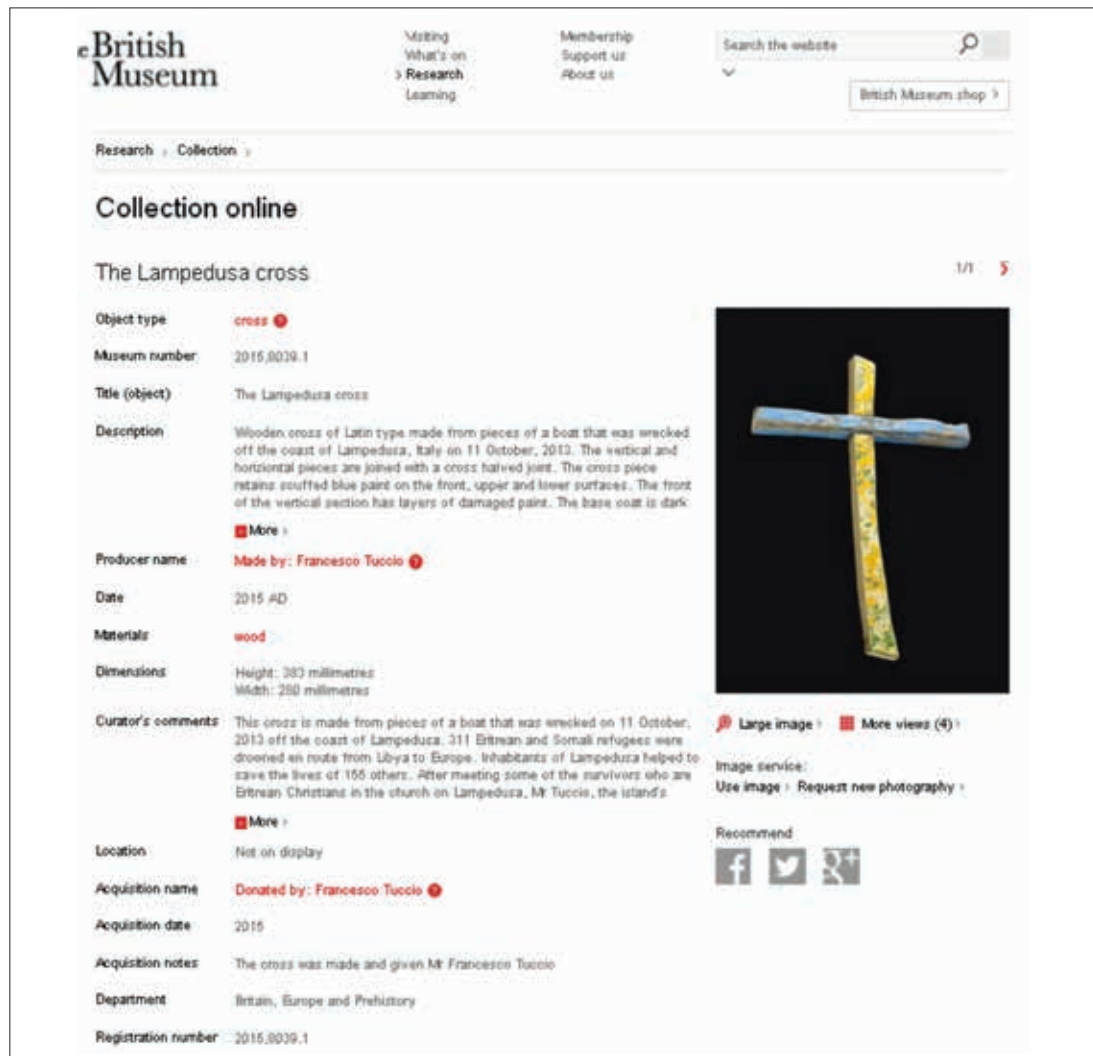 e British
Museum
Visiting
What's on
› Research
Learning
Membership
Support us
About us
Search the website
British Museum shop ›
Research › Collection ›
Collection online
The Lampedusa cross
1/1
Object type cross ?
Museum number 2015,8039.1
Title (object) The Lampedusa cross
Description Wooden cross of Latin type made from pieces of a boat that was wrecked
off the coast of Lampedusa, Italy on 11 October, 2013. The vertical and
horizontal pieces are joined with a cross halved joint. The cross piece
retains scuffed blue paint on the front, upper and lower surfaces. The front
of the vertical section has layers of damaged paint. The base coat is dark
More ›
Producer name Made by: Francesco Tuccio ?
Date 2015 AD
Materials wood
Dimensions Height: 383 millimetres
Width: 280 millimetres
Curator's comments This cross is made from pieces of a boat that was wrecked on 11 October,
2013 off the coast of Lampedusa. 311 Eritrean and Somali refugees were
drowned en route from Libya to Europe. Inhabitants of Lampedusa helped to
save the lives of 155 others. After meeting some of the survivors who are
Eritrean Christians in the church on Lampedusa, Mr Tuccio, the island's
More ›
Large image › More views (4) ›
Image service:
Use image › Request new photography ›
Recommend
Location Not on display
Acquisition name Donated by: Francesco Tuccio ?
Acquisition date 2015
Acquisition notes The cross was made and given Mr Francesco Tuccio
Department Britain, Europe and Prehistory
Registration number 2015,8039.1